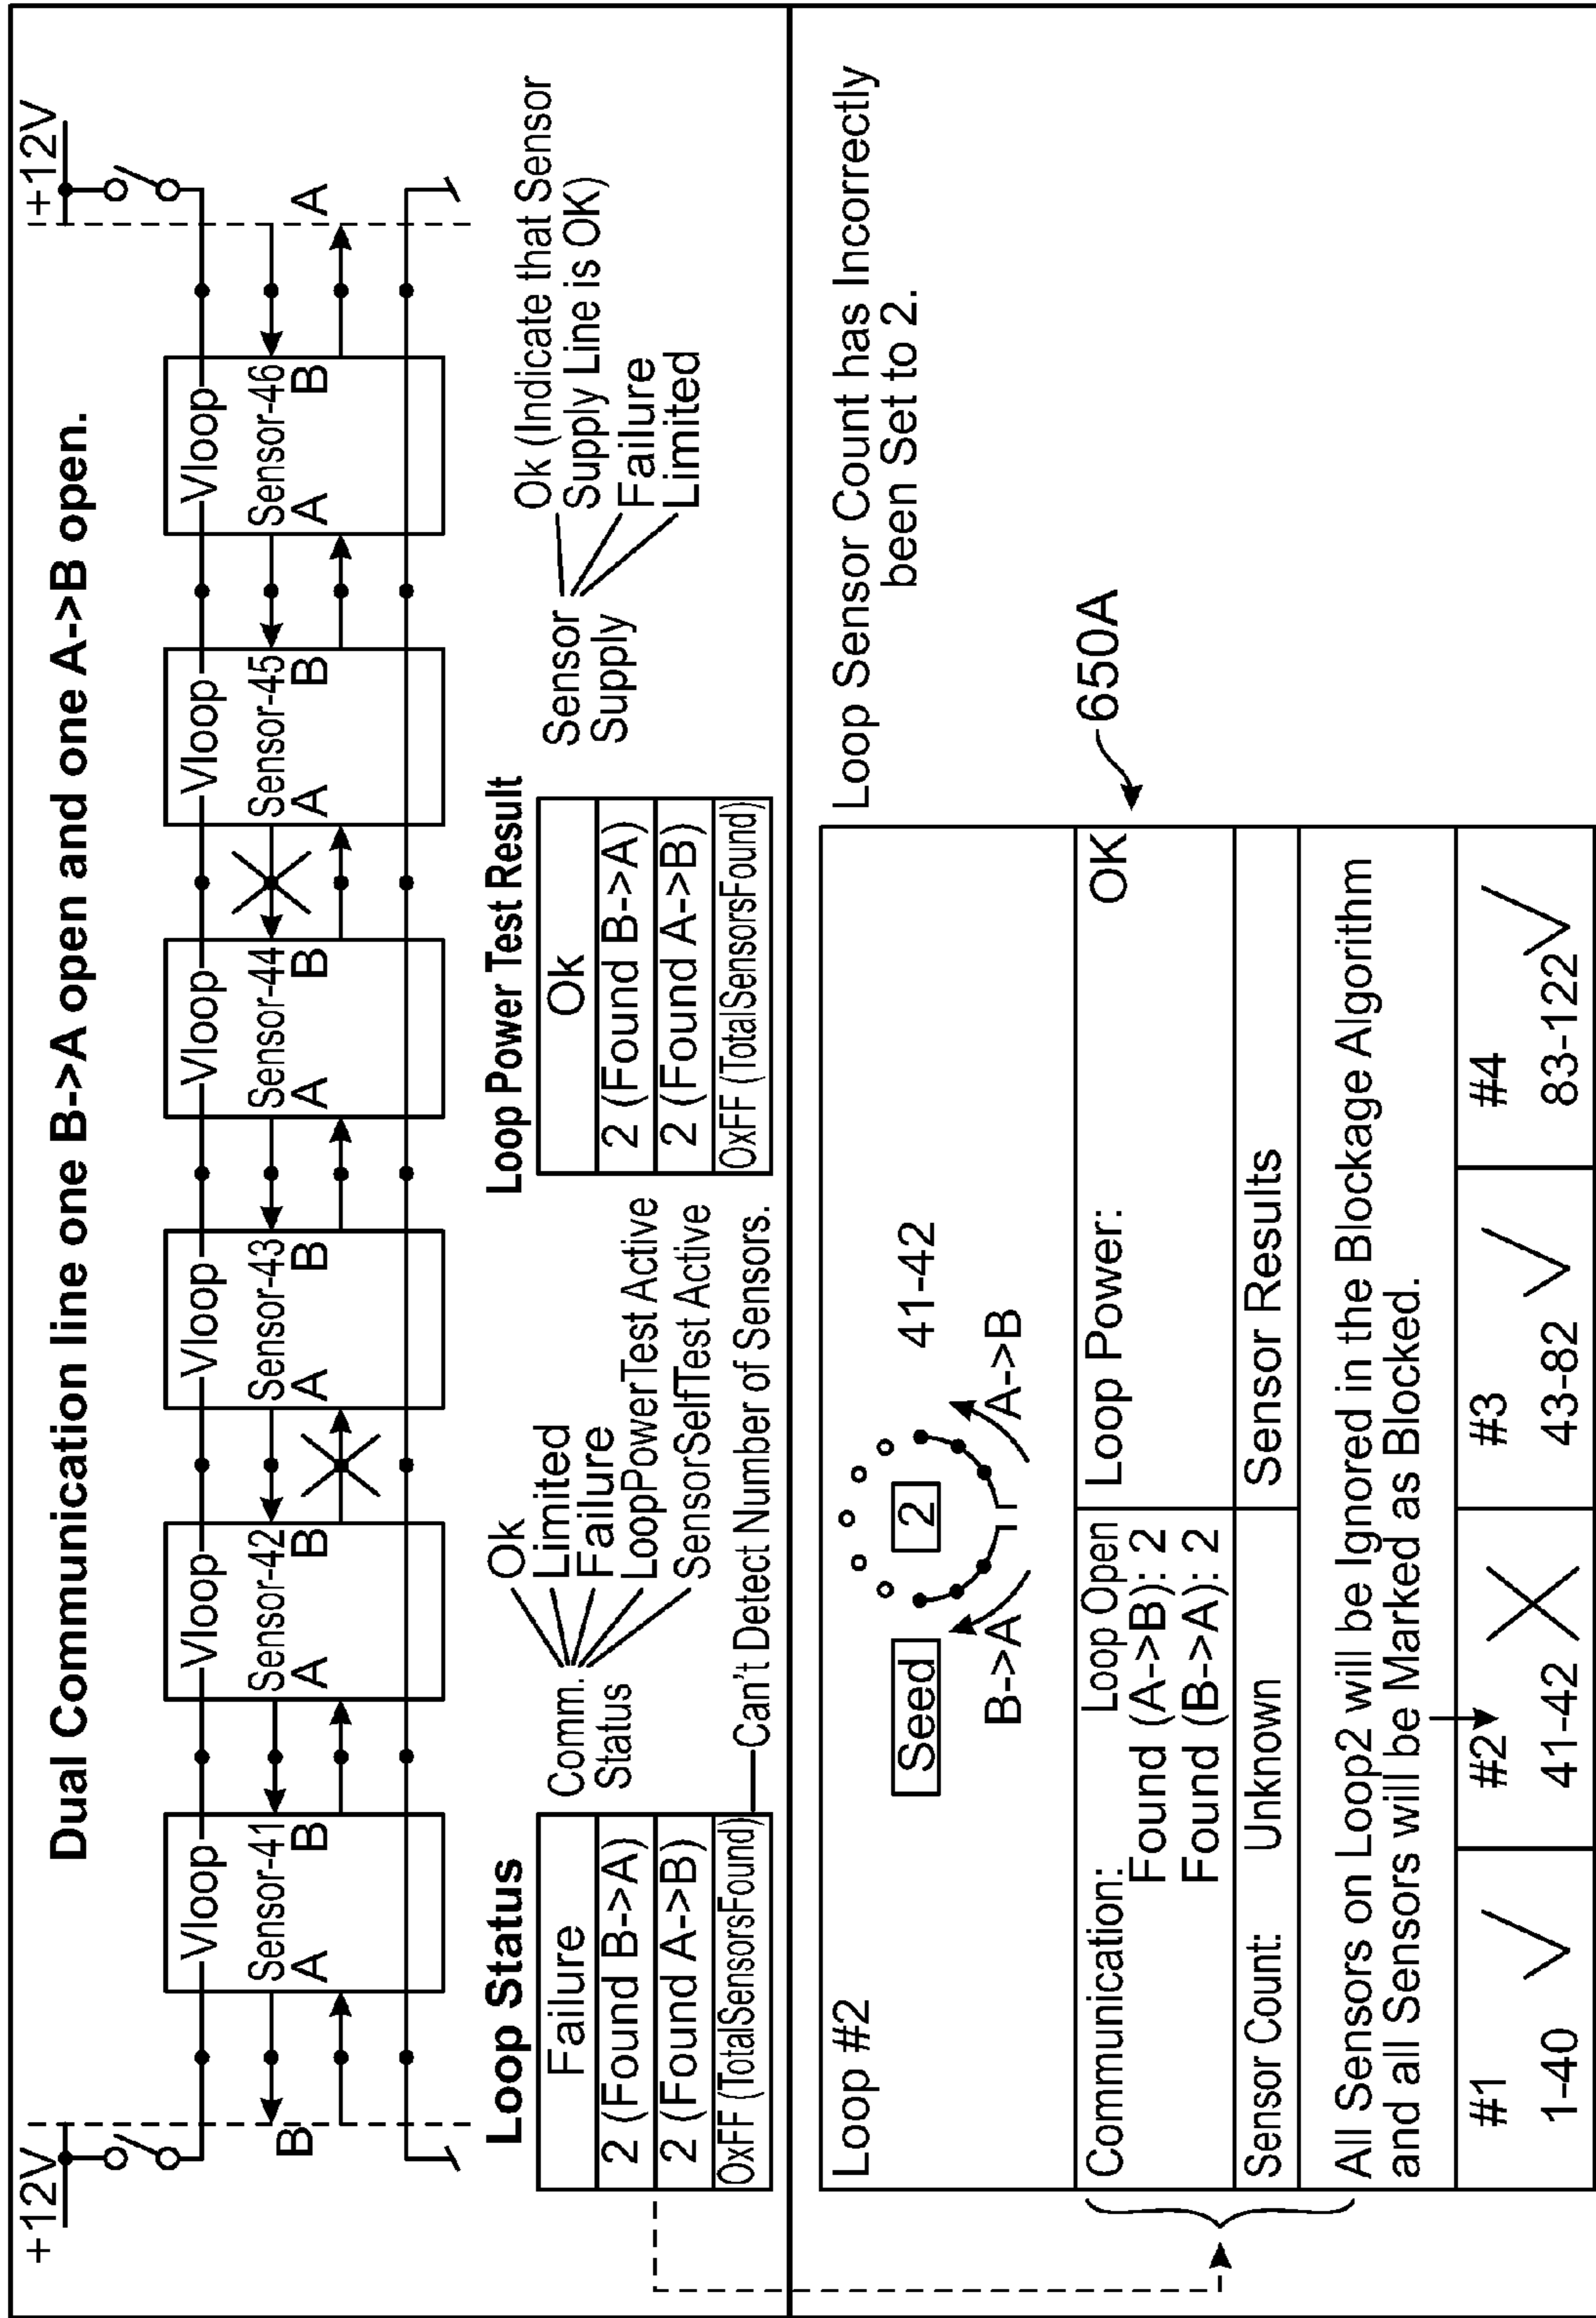 Dual Communication line one B->A open and one A->B open.
+12V
+12V
Vloop
Vloop
Vloop
Vloop
Vloop
Vloop
Sensor-41
Sensor-42
Sensor-43
Sensor-44
Sensor-45
Sensor-46
B
A
B
A
B
A
B
A
B
A
B
A
B
A
Loop Status
Failure
2 (Found B->A)
2 (Found A->B)
OxFF (TotalSensorsFound)
Comm.
Status
Ok
Limited
Failure
LoopPowerTest Active
SensorSelfTest Active
Can't Detect Number of Sensors.
Loop Power Test Result
Ok
2 (Found B->A)
2 (Found A->B)
OxFF (TotalSensorsFound)
Sensor
Supply
Ok (Indicate that Sensor
Supply Line is OK)
Failure
Limited
Loop #2
Seed
2
41-42
B->A
A->B
Loop Sensor Count has Incorrectly
been Set to 2.
650A
Communication: Loop Open
Found (A->B): 2
Found (B->A): 2
Loop Power: OK
Sensor Count: Unknown
Sensor Results
All Sensors on Loop2 will be Ignored in the Blockage Algorithm
and all Sensors will be Marked as Blocked.
#1
1-40
#2
41-42
#3
43-82
#4
83-122